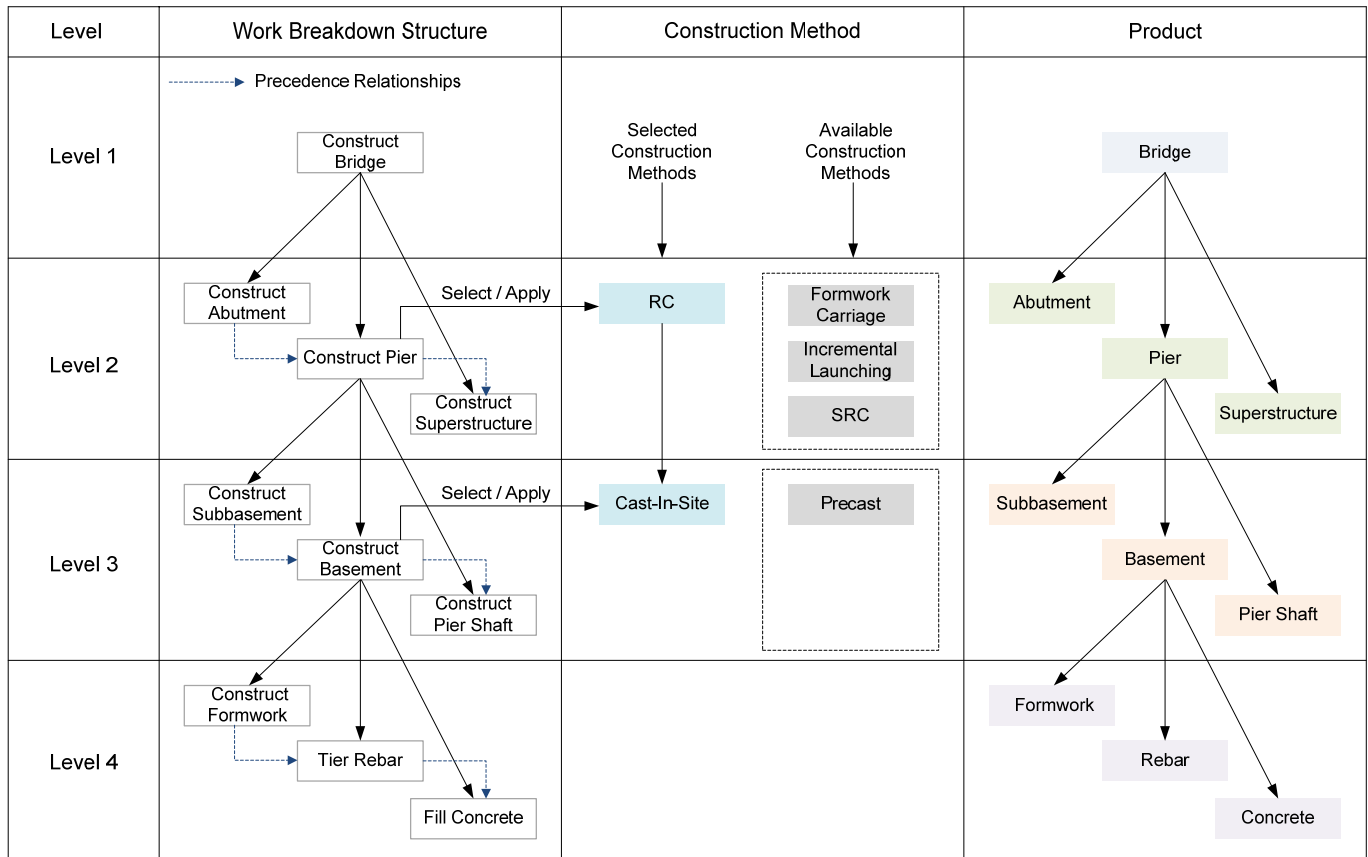 Level
Work Breakdown Structure
Construction Method
Product
Precedence Relationships
Level 1
Construct
Bridge
Selected
Construction
Methods
Available
Construction
Methods
Bridge
Level 2
Construct
Abutment
Select / Apply
Construct Pier
Construct
Superstructure
RC
Formwork
Carriage
Incremental
Launching
SRC
Abutment
Pier
Superstructure
Level 3
Construct
Subbasement
Select / Apply
Construct
Basement
Construct
Pier Shaft
Cast-In-Site
Precast
Subbasement
Basement
Pier Shaft
Level 4
Construct
Formwork
Tier Rebar
Fill Concrete
Formwork
Rebar
Concrete